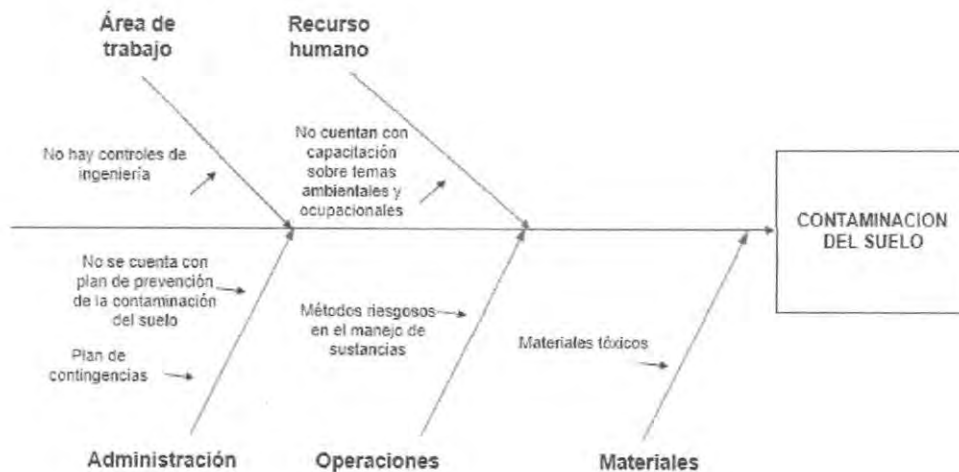 Área de
trabajo
Recurso
humano
No hay controles de
ingeniería
No cuentan con
capacitación
sobre temas
ambientales y
ocupacionales
CONTAMINACION
DEL SUELO
No se cuenta con
plan de prevención
de la contaminación
del suelo
Plan de
contingencias
Métodos riesgosos
en el manejo de
sustancias
Materiales tóxicos
Administración
Operaciones
Materiales